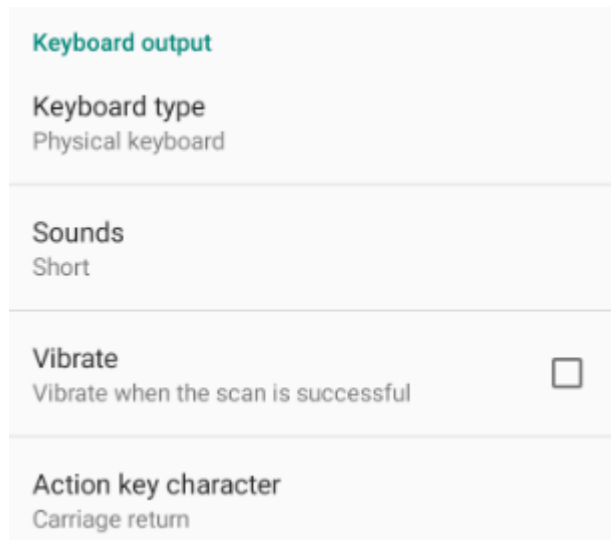 Keyboard output
Keyboard type
Physical keyboard
Sounds
Short
Vibrate
Vibrate when the scan is successful
Action key character
Carriage return